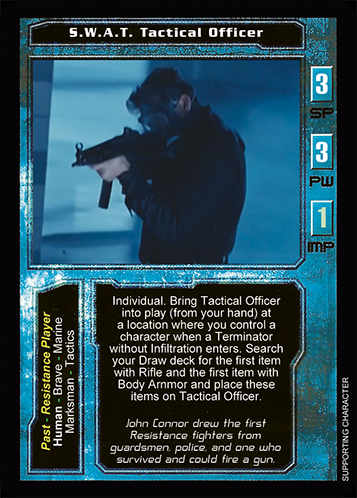 S.W.A.T. Tactical Officer
3
SP
3
PW
1
IMP
Past - Resistance Player
Human - Brave - Marine
Marksman - Tactics
Individual. Bring Tactical Officer
into play (from your hand) at
a location where you control a
character when a Terminator
without Infiltration enters. Search
your Draw deck for the first item
with Rifle and the first item with
Body Arnmor and place these
items on Tactical Officer.
John Connor drew the first
Resistance fighters from
guardsmen, police, and one who
survived and could fire a gun.
SUPPORTING CHARACTER